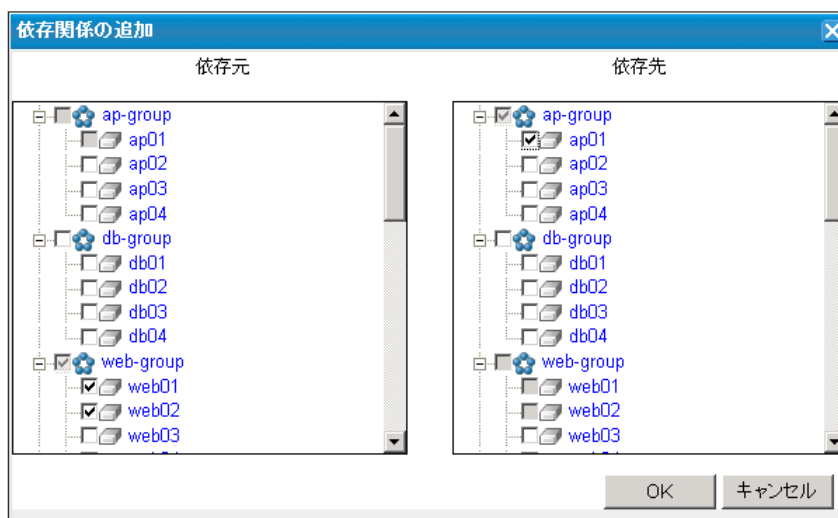 依存関係の追加
依存元
ap-group
ap01
ap02
ap03
ap04
db-group
db01
db02
db03
db04
web-group
web01
web02
web03
依存先
ap-group
ap01
ap02
ap03
ap04
db-group
db01
db02
db03
db04
web-group
web01
web02
web03
OK
キャンセル